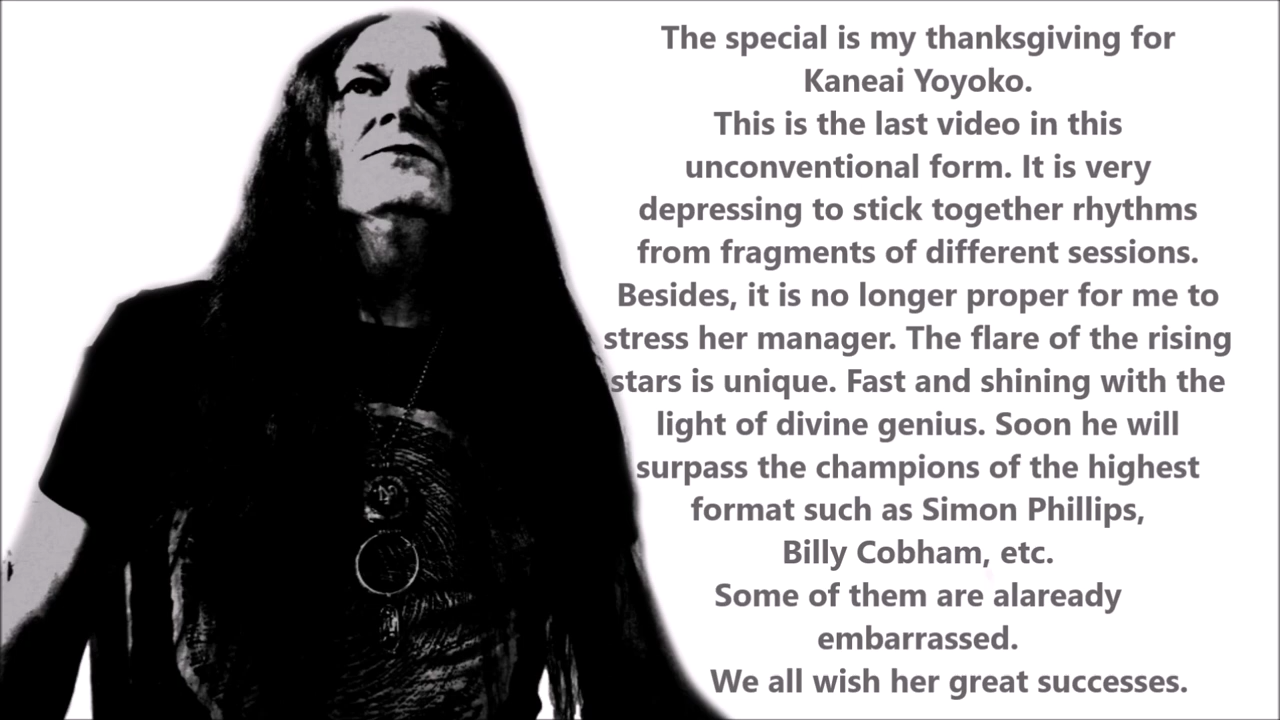 The special is my thanksgiving for
Kaneai Yoyoko.
This is the last video in this
unconventional form. It is very
depressing to stick together rhythms
from fragments of different sessions.
Besides, it is no longer proper for me to
stress her manager. The flare of the rising
stars is unique. Fast and shining with the
light of divine genius. Soon he will
surpass the champions of the highest
format such as Simon Phillips,
Billy Cobham, etc.
Some of them are alaready
embarrassed.
We all wish her great successes.